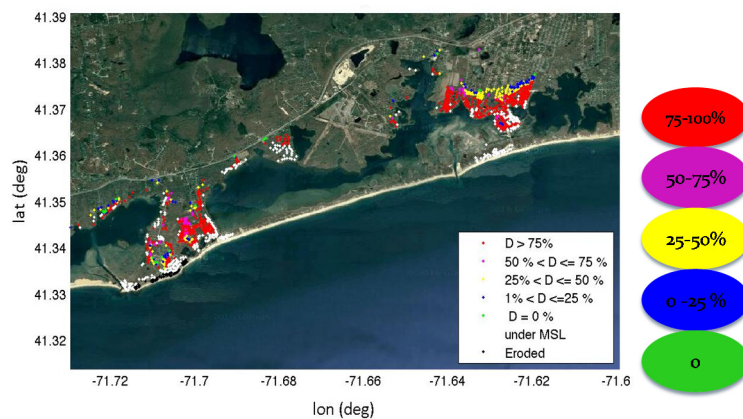 41.39
41.38
41.37
41.36
41.35
41.34
41.33
41.32
lat (deg)
-71.72
-71.7
-71.68
-71.66
-71.64
-71.62
-71.6
lon (deg)
D > 75%
50 % < D <= 75 %
25% < D <= 50 %
1% < D <=25 %
D = 0 %
under MSL
Eroded
75-100%
50-75%
25-50%
0 -25 %
0